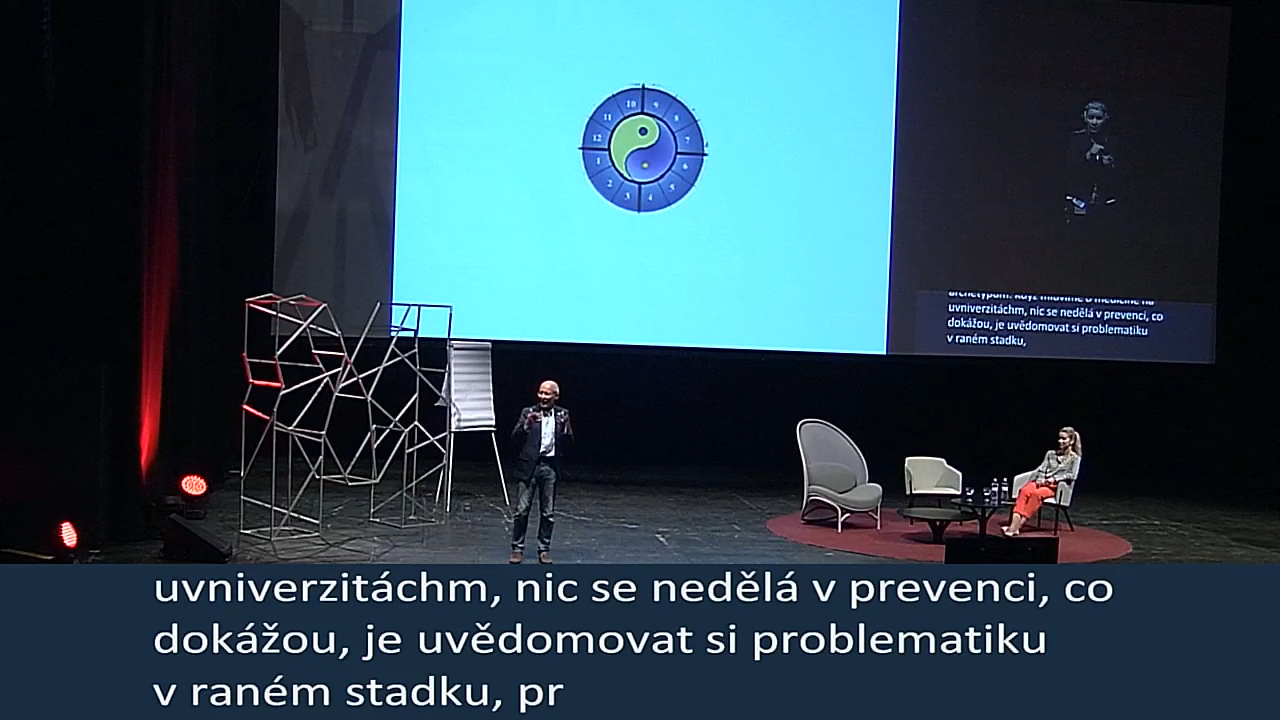 10 9
11 8
12 7
1 6
2 5
3 4
univerzitáchm, nic se nedělá v prevenci, co
dokážou, je uvědomovat si problematiku
v raném stadku,
uvniverzitáchm, nic se nedělá v prevenci, co
dokážou, je uvědomovat si problematiku
v raném stadku, pr